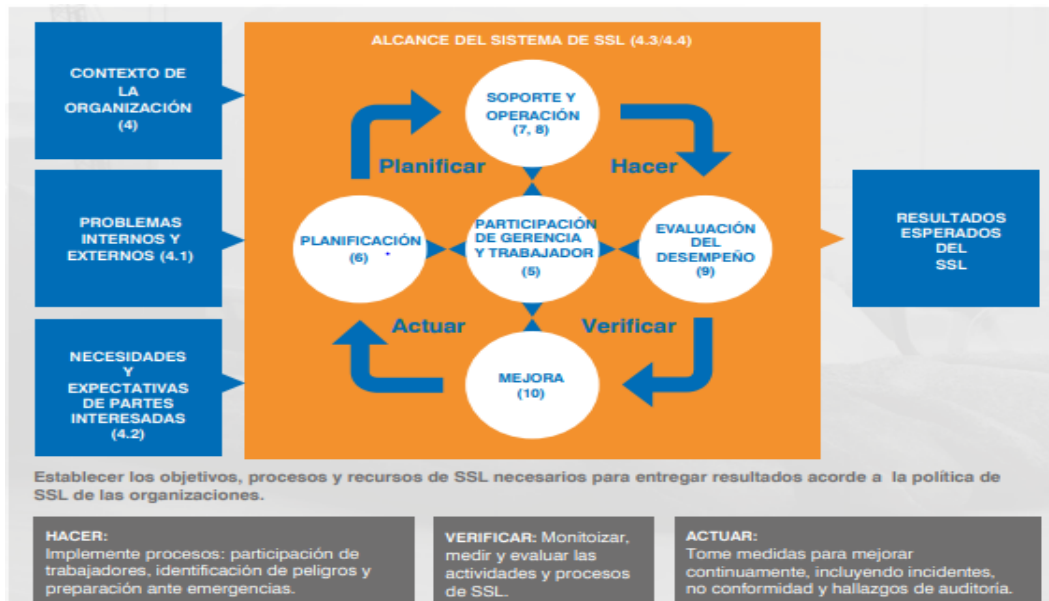 ALCANCE DEL SISTEMA DE SSL (4.3/4.4)
CONTEXTO DE
LA
ORGANIZACIÓN
(4)
PROBLEMAS
INTERNOS Y
EXTERNOS (4.1)
NECESIDADES
Y
EXPECTATIVAS
DE PARTES
INTERESADAS
(4.2)
SOPORTE Y
OPERACIÓN
(7, 8)
Planificar
Hacer
PLANIFICACIÓN
(6)
PARTICIPACIÓN
DE GERENCIA
Y TRABAJADOR
(5)
EVALUACIÓN
DEL
DESEMPEÑO
(9)
Actuar
Verificar
MEJORA
(10)
RESULTADOS
ESPERADOS
DEL
SSL
Establecer los objetivos, procesos y recursos de SSL necesarios para entregar resultados acorde a la política de
SSL de las organizaciones.
HACER:
Implemente procesos: participación de
trabajadores, identificación de peligros y
preparación ante emergencias.
VERIFICAR: Monitoizar,
medir y evaluar las
actividades y procesos
de SSL.
ACTUAR:
Tome medidas para mejorar
continuamente, incluyendo incidentes,
no conformidad y hallazgos de auditoría.